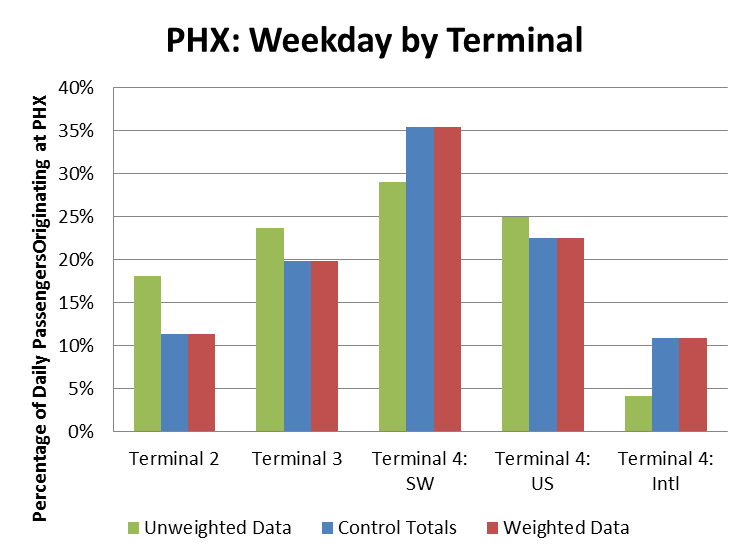 PHX: Weekday by Terminal
Percentage of Daily PassengersOriginating at PHX
40%
35%
30%
25%
20%
15%
10%
5%
0%
Terminal 2
Terminal 3
Terminal 4:
SW
Terminal 4:
US
Terminal 4:
Intl
Unweighted Data
Control Totals
Weighted Data